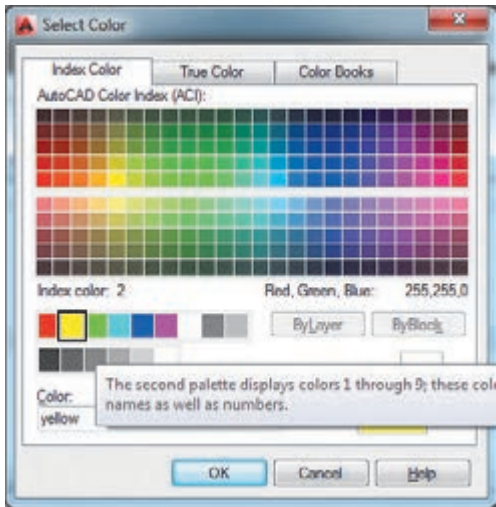 Select Color
Index Color True Color Color Books
AutoCAD Color Index (ACI):
Index color: 2 Red, Green, Blue: 255,255,0
ByLayer ByBlock
The second palette displays colors 1 through 9; these
names as well as numbers.
Color:
yellow
OK Cancel Help